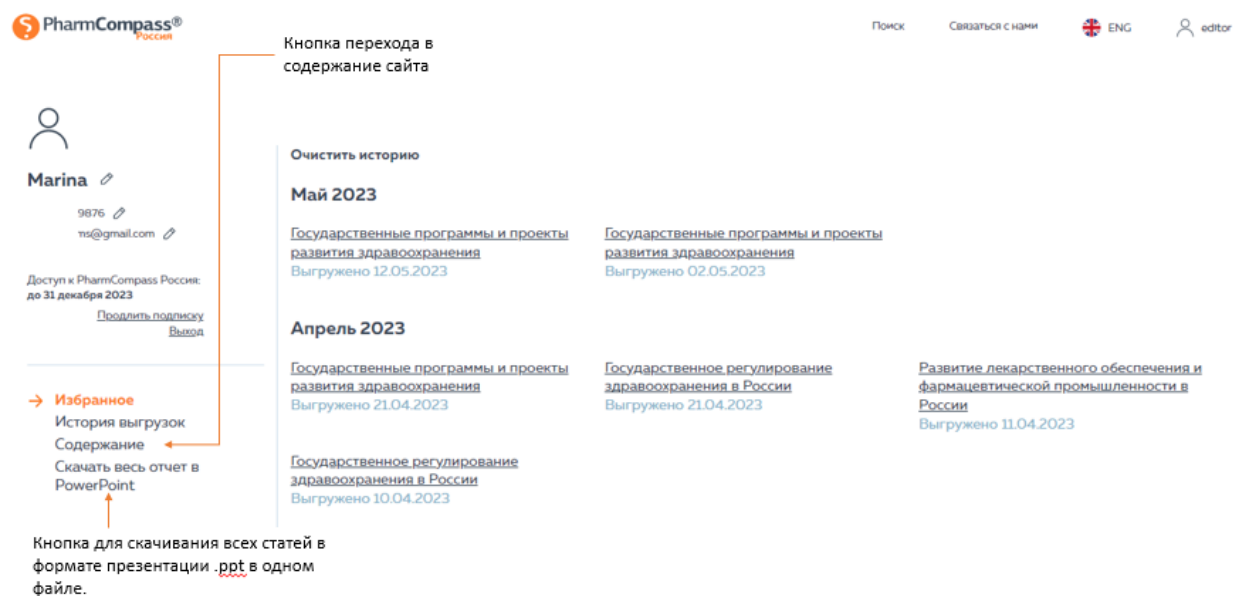 PharmCompass®
Россия
Поиск
Связаться с нами
ENG
editor
Кнопка перехода в
содержание сайта
Marina
9876
ns@gmail.com
Доступ к PharmCompass Россия:
до 31 декабря 2023
Продлить подписку
Выход
Избранное
История выгрузок
Содержание
Скачать весь отчет в
PowerPoint
Кнопка для скачивания всех статей в
формате презентации .ppt в одном
файле.
Очистить историю
Май 2023
Государственные программы и проекты
развития здравоохранения
Выгружено 12.05.2023
Государственные программы и проекты
развития здравоохранения
Выгружено 02.05.2023
Апрель 2023
Государственные программы и проекты
развития здравоохранения
Выгружено 21.04.2023
Государственное регулирование
здравоохранения в России
Выгружено 21.04.2023
Развитие лекарственного обеспечения и
фармацевтической промышленности в
России
Выгружено 11.04.2023
Государственное регулирование
здравоохранения в России
Выгружено 10.04.2023